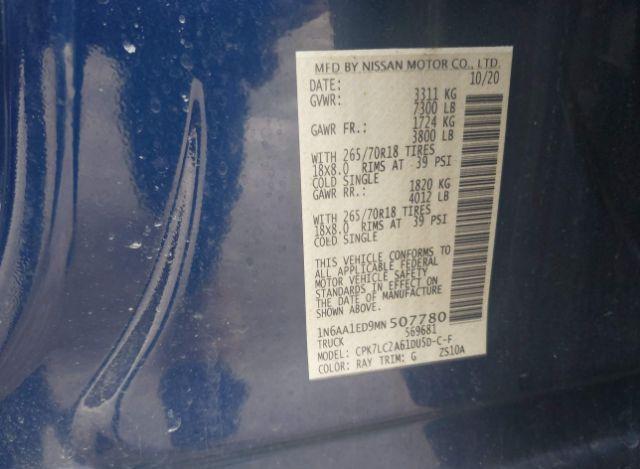 MFD BY NISSAN MOTOR CO., LTD.
DATE: 10/20
GVWR: 3311 KG
7300 LB
GAWR FR.: 1724 KG
3800 LB
WITH 265/70R18 TIRES
18X8.0 RIMS AT 39 PSI
COLD SINGLE
GAWR RR.: 1820 KG
4012 LB
WITH 265/70R18 TIRES
18X8.0 RIMS AT 39 PSI
COLD SINGLE
THIS VEHICLE CONFORMS TO
ALL APPLICABLE FEDERAL
MOTOR VEHICLE SAFETY
STANDARDS IN EFFECT ON
THE DATE OF MANUFACTURE
1N6AA1ED9MN507780
TRUCK 569681
MODEL: CPK7LCZA61DU5D-C-F
COLOR: RAY TRIM: G ZS10A